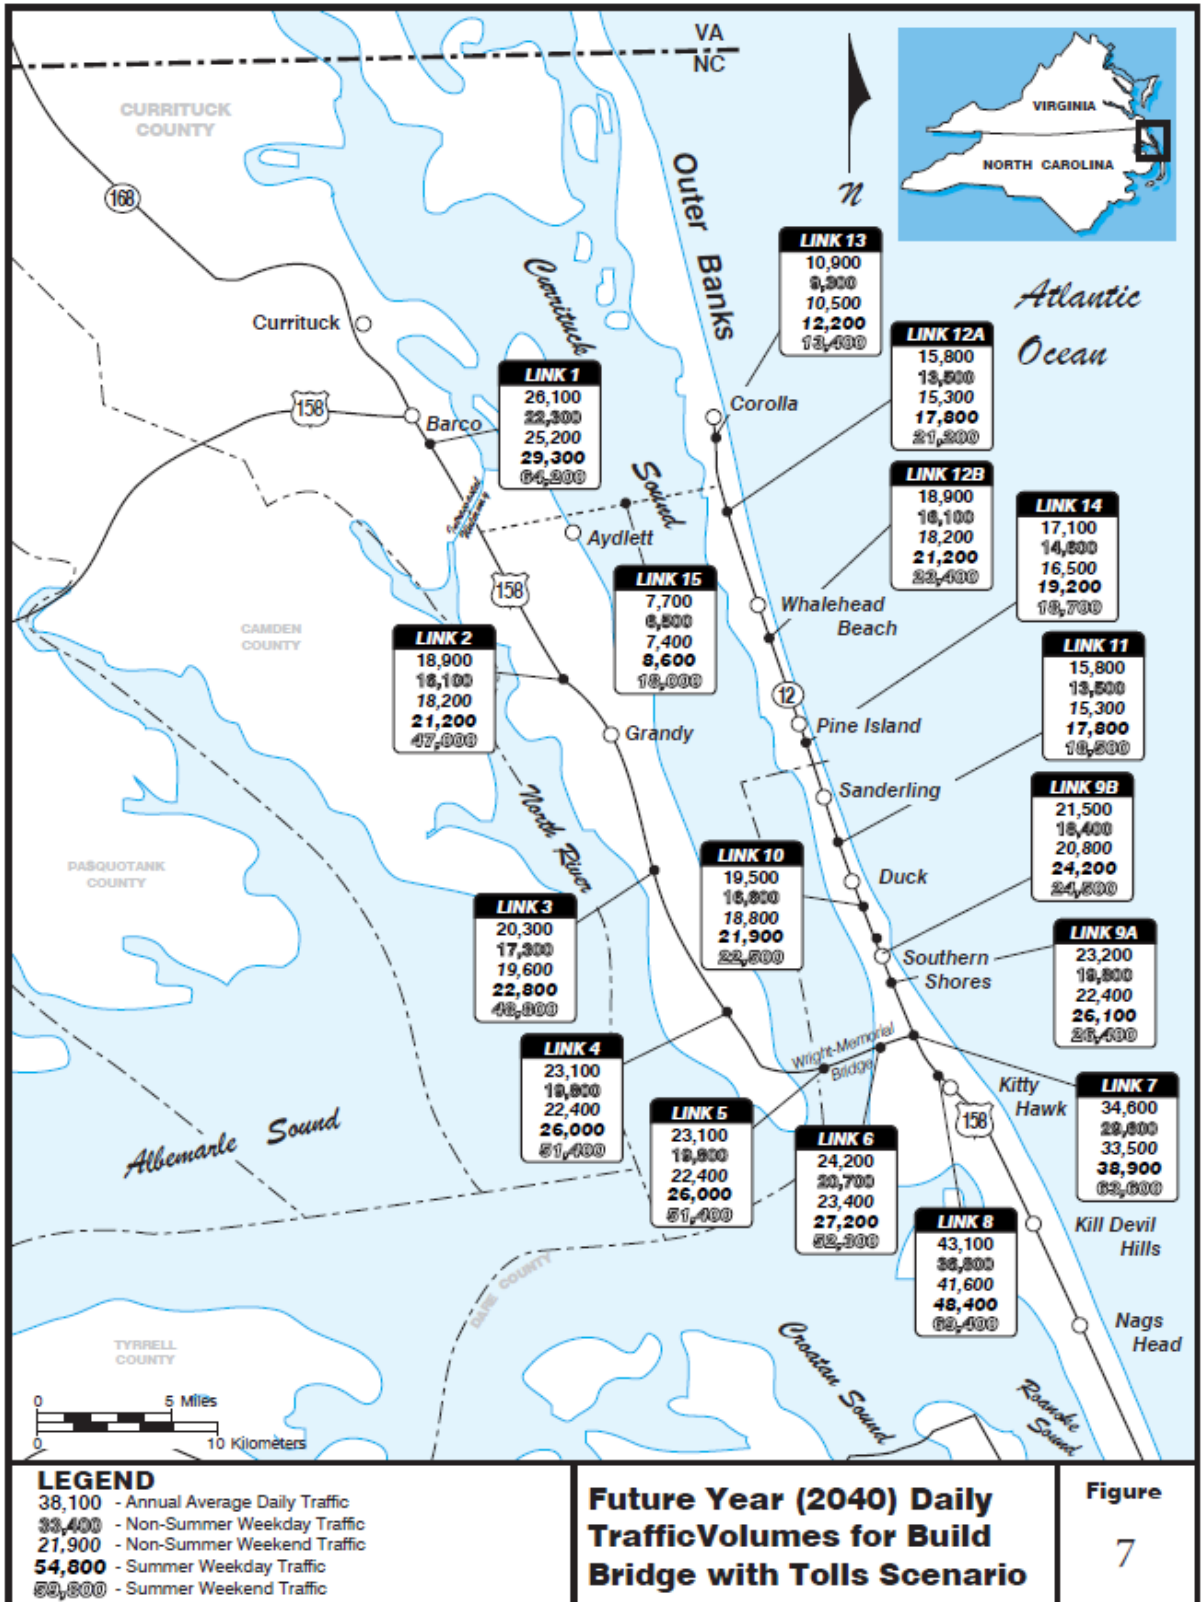 VA
NC
CURRITUCK
COUNTY
VIRGINIA
NORTH CAROLINA
168
Outer Banks
N
Atlantic
Ocean
Currituck
Sound
Currituck
158
Barco
Corolla
LINK 13
10,900
9,300
10,500
12,200
13,400
LINK 12A
15,800
13,500
15,300
17,800
21,200
LINK 1
26,100
22,300
25,200
29,300
64,200
LINK 12B
18,900
16,100
18,200
21,200
23,400
LINK 14
17,100
14,600
16,500
19,200
18,700
Intracoastal
Waterway
Aydlett
158
LINK 15
7,700
6,500
7,400
8,600
18,000
Whalehead
Beach
CAMDEN
COUNTY
LINK 2
18,900
16,100
18,200
21,200
47,000
LINK 11
15,800
13,500
15,300
17,800
18,500
12
Pine Island
Grandy
Sanderling
North River
LINK 9B
21,500
18,400
20,800
24,200
24,500
PASQUOTANK
COUNTY
LINK 10
19,500
16,600
18,800
21,900
22,500
Duck
LINK 3
20,300
17,300
19,600
22,800
48,800
Southern
Shores
LINK 9A
23,200
19,800
22,400
26,100
26,400
LINK 4
23,100
19,800
22,400
26,000
51,400
Wright-Memorial
Bridge
Kitty
Hawk
158
LINK 7
34,600
29,600
33,500
38,900
63,600
LINK 5
23,100
19,800
22,400
26,000
51,400
LINK 6
24,200
20,700
23,400
27,200
52,300
Albemarle Sound
LINK 8
43,100
36,800
41,600
48,400
69,400
Kill Devil
Hills
DARE COUNTY
Nags
Head
TYRRELL
COUNTY
Croatan Sound
Roanoke
Sound
0 5 Miles
0 10 Kilometers
LEGEND
38,100 - Annual Average Daily Traffic
33,400 - Non-Summer Weekday Traffic
21,900 - Non-Summer Weekend Traffic
54,800 - Summer Weekday Traffic
59,800 - Summer Weekend Traffic
Future Year (2040) Daily
TrafficVolumes for Build
Bridge with Tolls Scenario
Figure
7